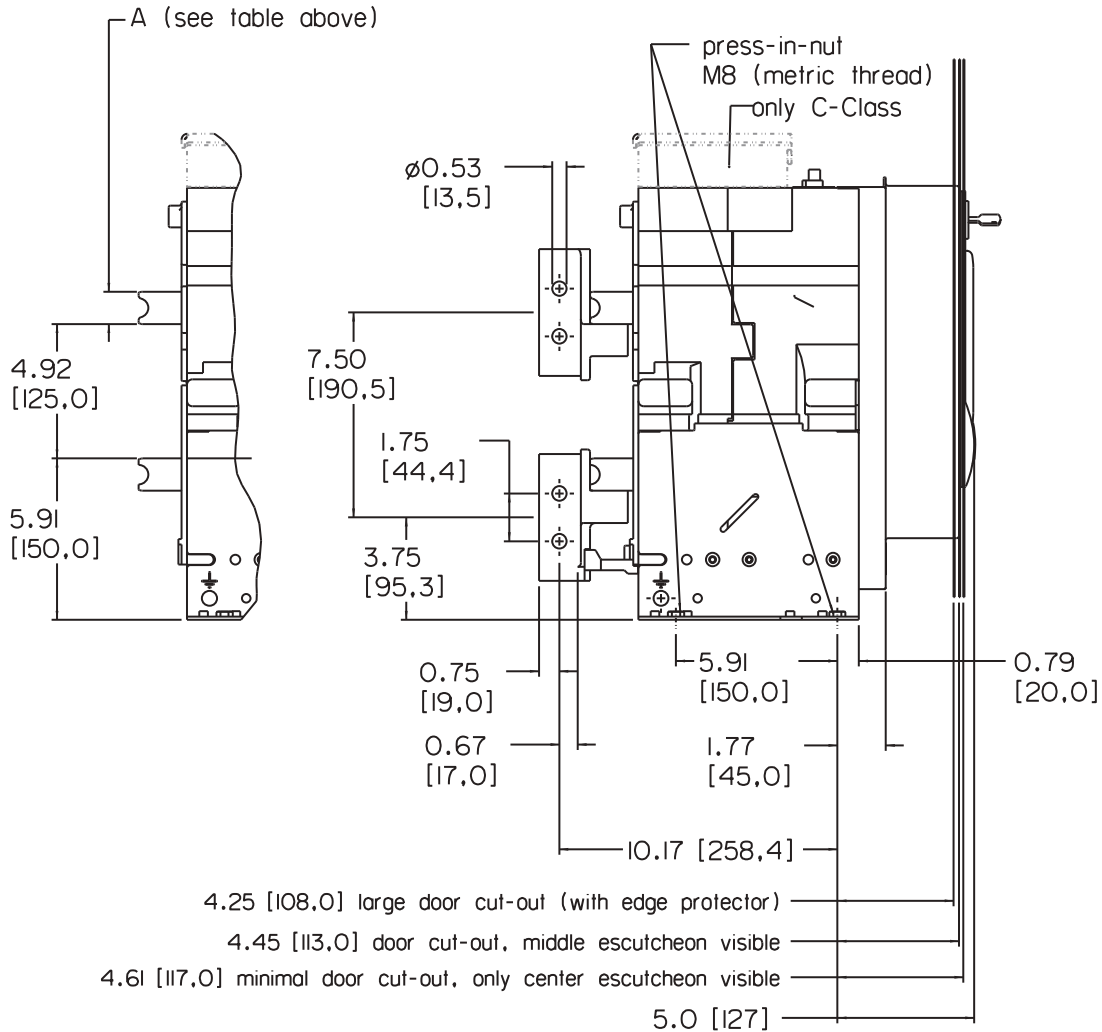 A (see table above)
press-in-nut
M8 (metric thread)
only C-Class
ø0.53
[13,5]
4.92
[125,0]
7.50
[190,5]
1.75
[44,4]
5.91
[150,0]
3.75
[95,3]
0.75
[19,0]
5.91
[150,0]
0.79
[20,0]
0.67
[17,0]
1.77
[45,0]
10.17 [258,4]
4.25 [108,0] large door cut-out (with edge protector)
4.45 [113,0] door cut-out, middle escutcheon visible
4.61 [117,0] minimal door cut-out, only center escutcheon visible
5.0 [127]